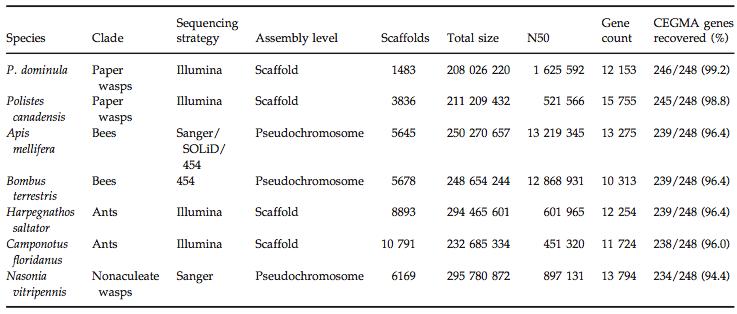 Species Clade Sequencing strategy Assembly level Scaffolds Total size N50 Gene count CEGMA genes recovered (%)
P. dominula Paper wasps Illumina Scaffold 1483 208 026 220 1 625 592 12 153 246/248 (99.2)
Polistes canadensis Paper wasps Illumina Scaffold 3836 211 209 432 521 566 15 755 245/248 (98.8)
Apis mellifera Bees Sanger/SOLiD/454 Pseudochromosome 5645 250 270 657 13 219 345 13 275 239/248 (96.4)
Bombus terrestris Bees 454 Pseudochromosome 5678 248 654 244 12 868 931 10 313 239/248 (96.4)
Harpegnathos saltator Ants Illumina Scaffold 8893 294 465 601 601 965 12 254 239/248 (96.4)
Camponotus floridanus Ants Illumina Scaffold 10 791 232 685 334 451 320 11 724 238/248 (96.0)
Nasonia vitripennis Nonaculeate wasps Sanger Pseudochromosome 6169 295 780 872 897 131 13 794 234/248 (94.4)